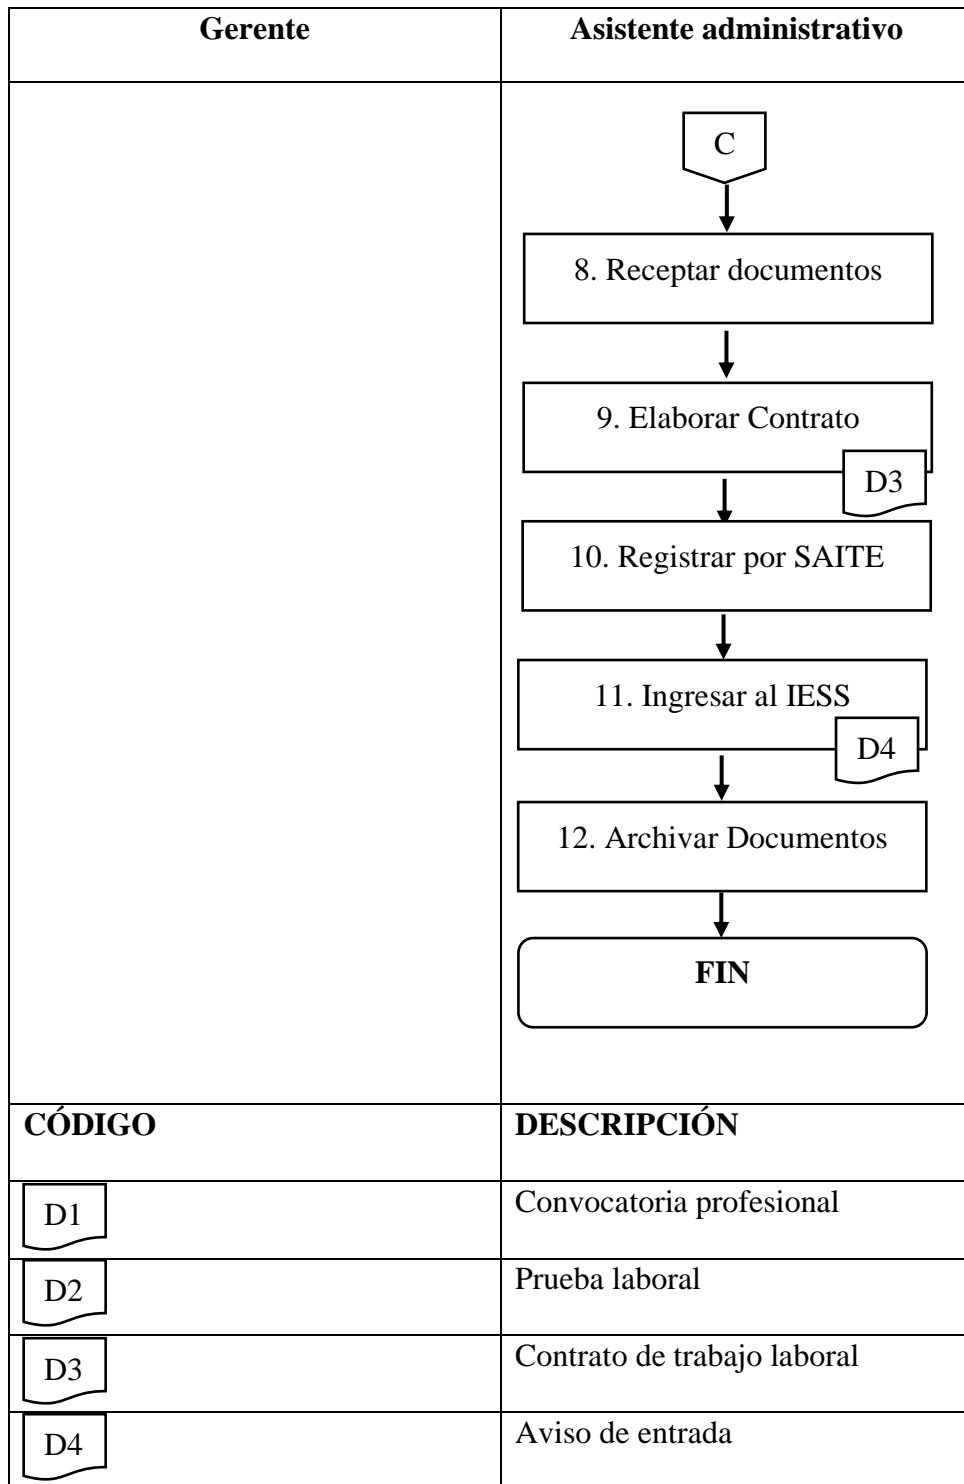 Gerente
Asistente administrativo
C
8. Receptar documentos
9. Elaborar Contrato
D3
10. Registrar por SAITE
11. Ingresar al IESS
D4
12. Archivar Documentos
FIN
CÓDIGO
DESCRIPCIÓN
D1
Convocatoria profesional
D2
Prueba laboral
D3
Contrato de trabajo laboral
D4
Aviso de entrada